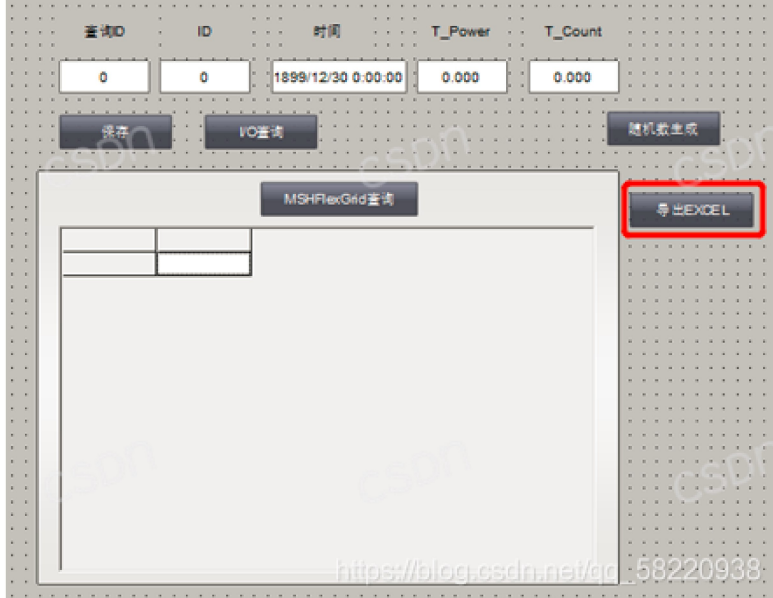 查询ID ID 时间 T_Power T_Count
0 0 1899/12/30 0:00:00 0.000 0.000
保存 I/O查询 随机数生成
MSHFlexGrid查询 导出EXCEL
CSDN CSDN CSDN
CSDN CSDN CSDN
https://blog.csdn.net/qq_58220938